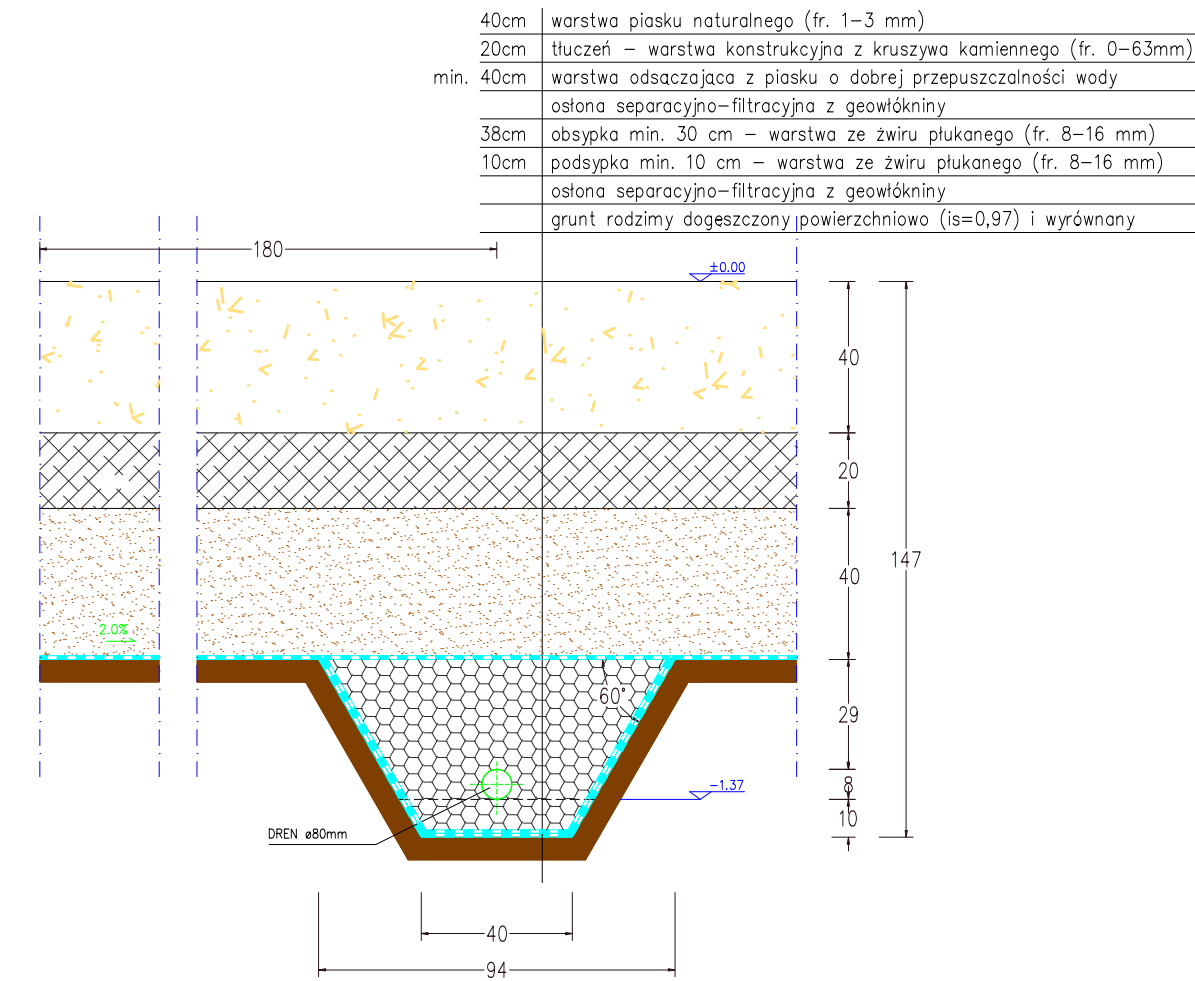 40cm warstwa piasku naturalnego (fr. 1-3 mm)
20cm tłuczeń - warstwa konstrukcyjna z kruszywa kamiennego (fr. 0-63mm)
min. 40cm warstwa odsączająca z piasku o dobrej przepuszczalności wody
osłona separacyjno-filtracyjna z geowłókniny
38cm obsypka min. 30 cm - warstwa ze żwiru płukanego (fr. 8-16 mm)
10cm podsypka min. 10 cm - warstwa ze żwiru płukanego (fr. 8-16 mm)
osłona separacyjno-filtracyjna z geowłókniny
grunt rodzimy dogęszczony powierzchniowo (is=0,97) i wyrównany
180
±0.00
40
20
147
40
2.0%
60°
29
-1.37
8
10
DREN ø80mm
40
94